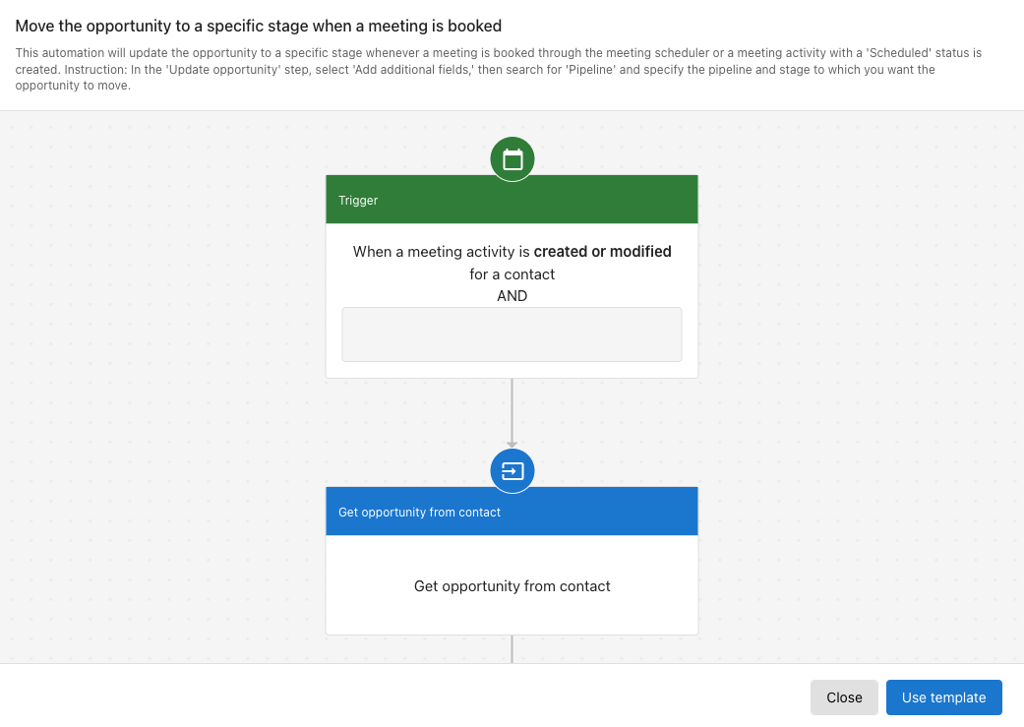 Move the opportunity to a specific stage when a meeting is booked
This automation will update the opportunity to a specific stage whenever a meeting is booked through the meeting scheduler or a meeting activity with a 'Scheduled' status is
created. Instruction: In the 'Update opportunity' step, select 'Add additional fields,' then search for 'Pipeline' and specify the pipeline and stage to which you want the
opportunity to move.
Trigger
When a meeting activity is created or modified
for a contact
AND
Get opportunity from contact
Get opportunity from contact
Close
Use template